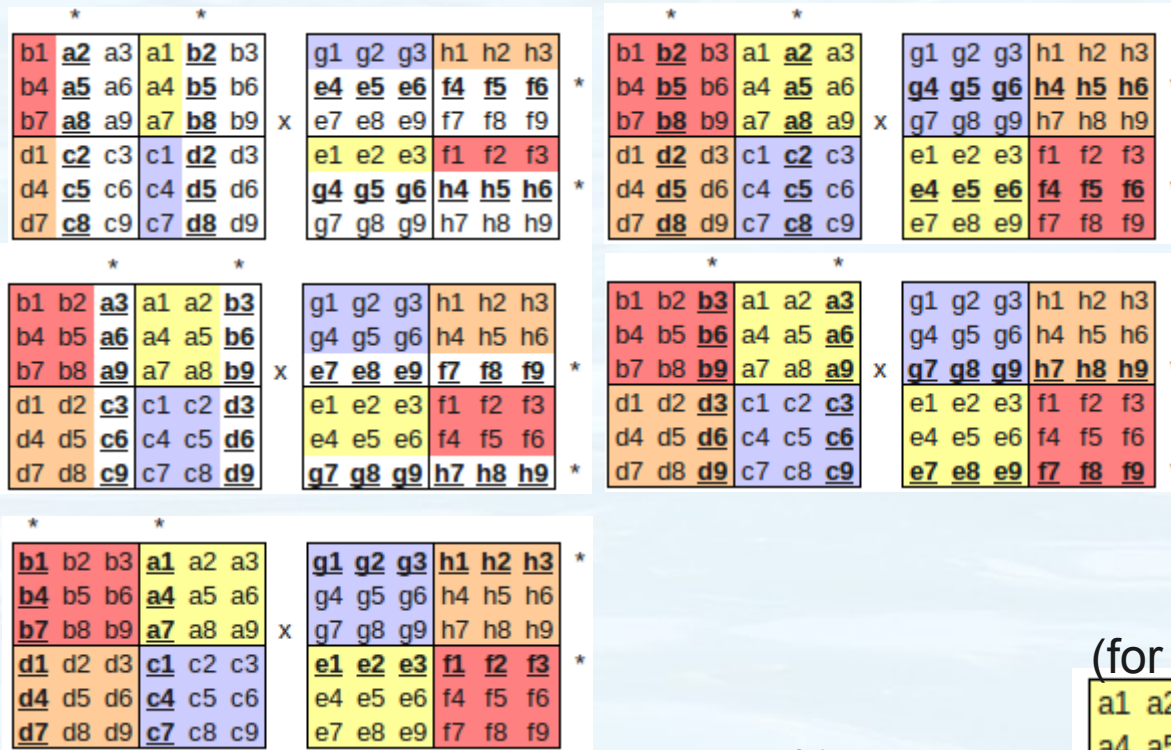 * *
b1 a2 a3 a1 b2 b3 g1 g2 g3 h1 h2 h3
b4 a5 a6 a4 b5 b6 e4 e5 e6 f4 f5 f6 *
b7 a8 a9 a7 b8 b9 x e7 e8 e9 f7 f8 f9
d1 c2 c3 c1 d2 d3 e1 e2 e3 f1 f2 f3
d4 c5 c6 c4 d5 d6 g4 g5 g6 h4 h5 h6 *
d7 c8 c9 c7 d8 d9 g7 g8 g9 h7 h8 h9
* *
b1 b2 b3 a1 a2 a3 g1 g2 g3 h1 h2 h3
b4 b5 b6 a4 a5 a6 g4 g5 g6 h4 h5 h6
b7 b8 b9 a7 a8 a9 x g7 g8 g9 h7 h8 h9
d1 d2 d3 c1 c2 c3 e1 e2 e3 f1 f2 f3
d4 d5 d6 c4 c5 c6 e4 e5 e6 f4 f5 f6
d7 d8 d9 c7 c8 c9 e7 e8 e9 f7 f8 f9
* *
b1 b2 a3 a1 a2 b3 g1 g2 g3 h1 h2 h3
b4 b5 a6 a4 a5 b6 g4 g5 g6 h4 h5 h6
b7 b8 a9 a7 a8 b9 x e7 e8 e9 f7 f8 f9 *
d1 d2 c3 c1 c2 d3 e1 e2 e3 f1 f2 f3
d4 d5 c6 c4 c5 d6 e4 e5 e6 f4 f5 f6
d7 d8 c9 c7 c8 d9 g7 g8 g9 h7 h8 h9 *
* *
b1 b2 b3 a1 a2 a3 g1 g2 g3 h1 h2 h3
b4 b5 b6 a4 a5 a6 g4 g5 g6 h4 h5 h6
b7 b8 b9 a7 a8 a9 x g7 g8 g9 h7 h8 h9
d1 d2 d3 c1 c2 c3 e1 e2 e3 f1 f2 f3
d4 d5 d6 c4 c5 c6 e4 e5 e6 f4 f5 f6
d7 d8 d9 c7 c8 c9 e7 e8 e9 f7 f8 f9
* *
b1 b2 b3 a1 a2 a3 g1 g2 g3 h1 h2 h3 *
b4 b5 b6 a4 a5 a6 g4 g5 g6 h4 h5 h6
b7 b8 b9 a7 a8 a9 x g7 g8 g9 h7 h8 h9
d1 d2 d3 c1 c2 c3 e1 e2 e3 f1 f2 f3 *
d4 d5 d6 c4 c5 c6 e4 e5 e6 f4 f5 f6
d7 d8 d9 c7 c8 c9 e7 e8 e9 f7 f8 f9
(for
a1